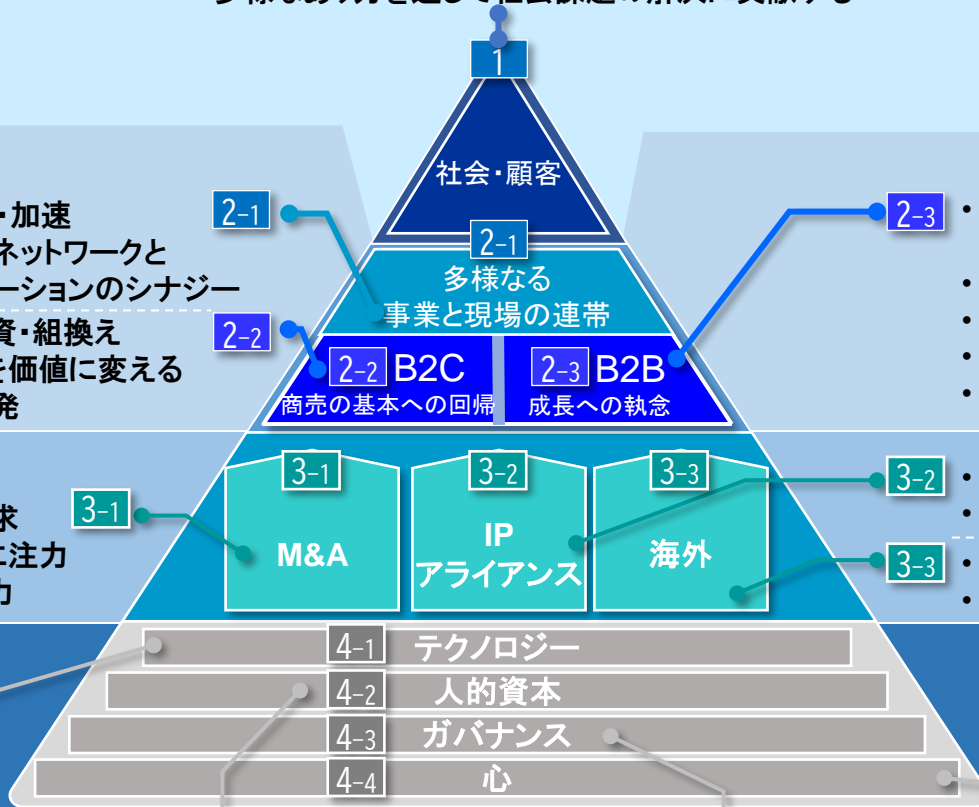 1
社会・顧客
・加速
ネットワークと
ーションのシナジー
2-1
2-1
多様なる
事業と現場の連帯
2-3
資・組換え
を価値に変える
発
2-2
2-2 B2C
商売の基本への回帰
2-3 B2B
成長への執念
求
に注力
力
3-1
3-1
M&A
3-2
IP
アライアンス
3-3
海外
3-2
3-3
4-1 テクノロジー
4-2 人的資本
4-3 ガバナンス
4-4 心